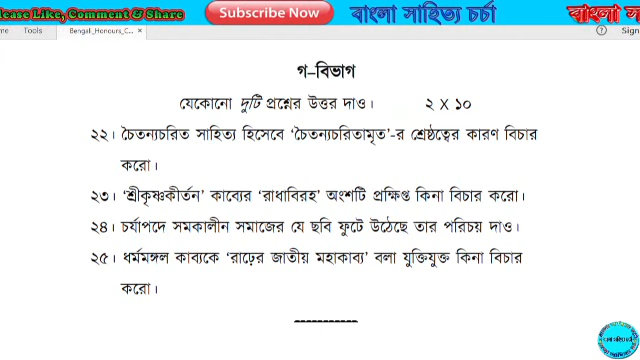 Please Like, Comment & Share
Subscribe Now
বাংলা সাহিত্য চর্চা
Tools
Bengali_Honours_C...
Sign
গ–বিভাগ
যেকোনো দুটি প্রশ্নের উত্তর দাও। ২ X ১০
২২। চৈতন্যচরিত সাহিত্য হিসেবে ‘চৈতন্যচরিতামৃত’-র শ্রেষ্ঠত্বের কারণ বিচার
করো।
২৩। ‘শ্রীকৃষ্ণকীর্তন’ কাব্যের ‘রাধাবিরহ’ অংশটি প্রক্ষিপ্ত কিনা বিচার করো।
২৪। চর্যাপদে সমকালীন সমাজের যে ছবি ফুটে উঠেছে তার পরিচয় দাও।
২৫। ধর্মমঙ্গল কাব্যকে ‘রাঢ়ের জাতীয় মহাকাব্য’ বলা যুক্তিযুক্ত কিনা বিচার
করো।
বাংলা সাহিত্য চর্চা